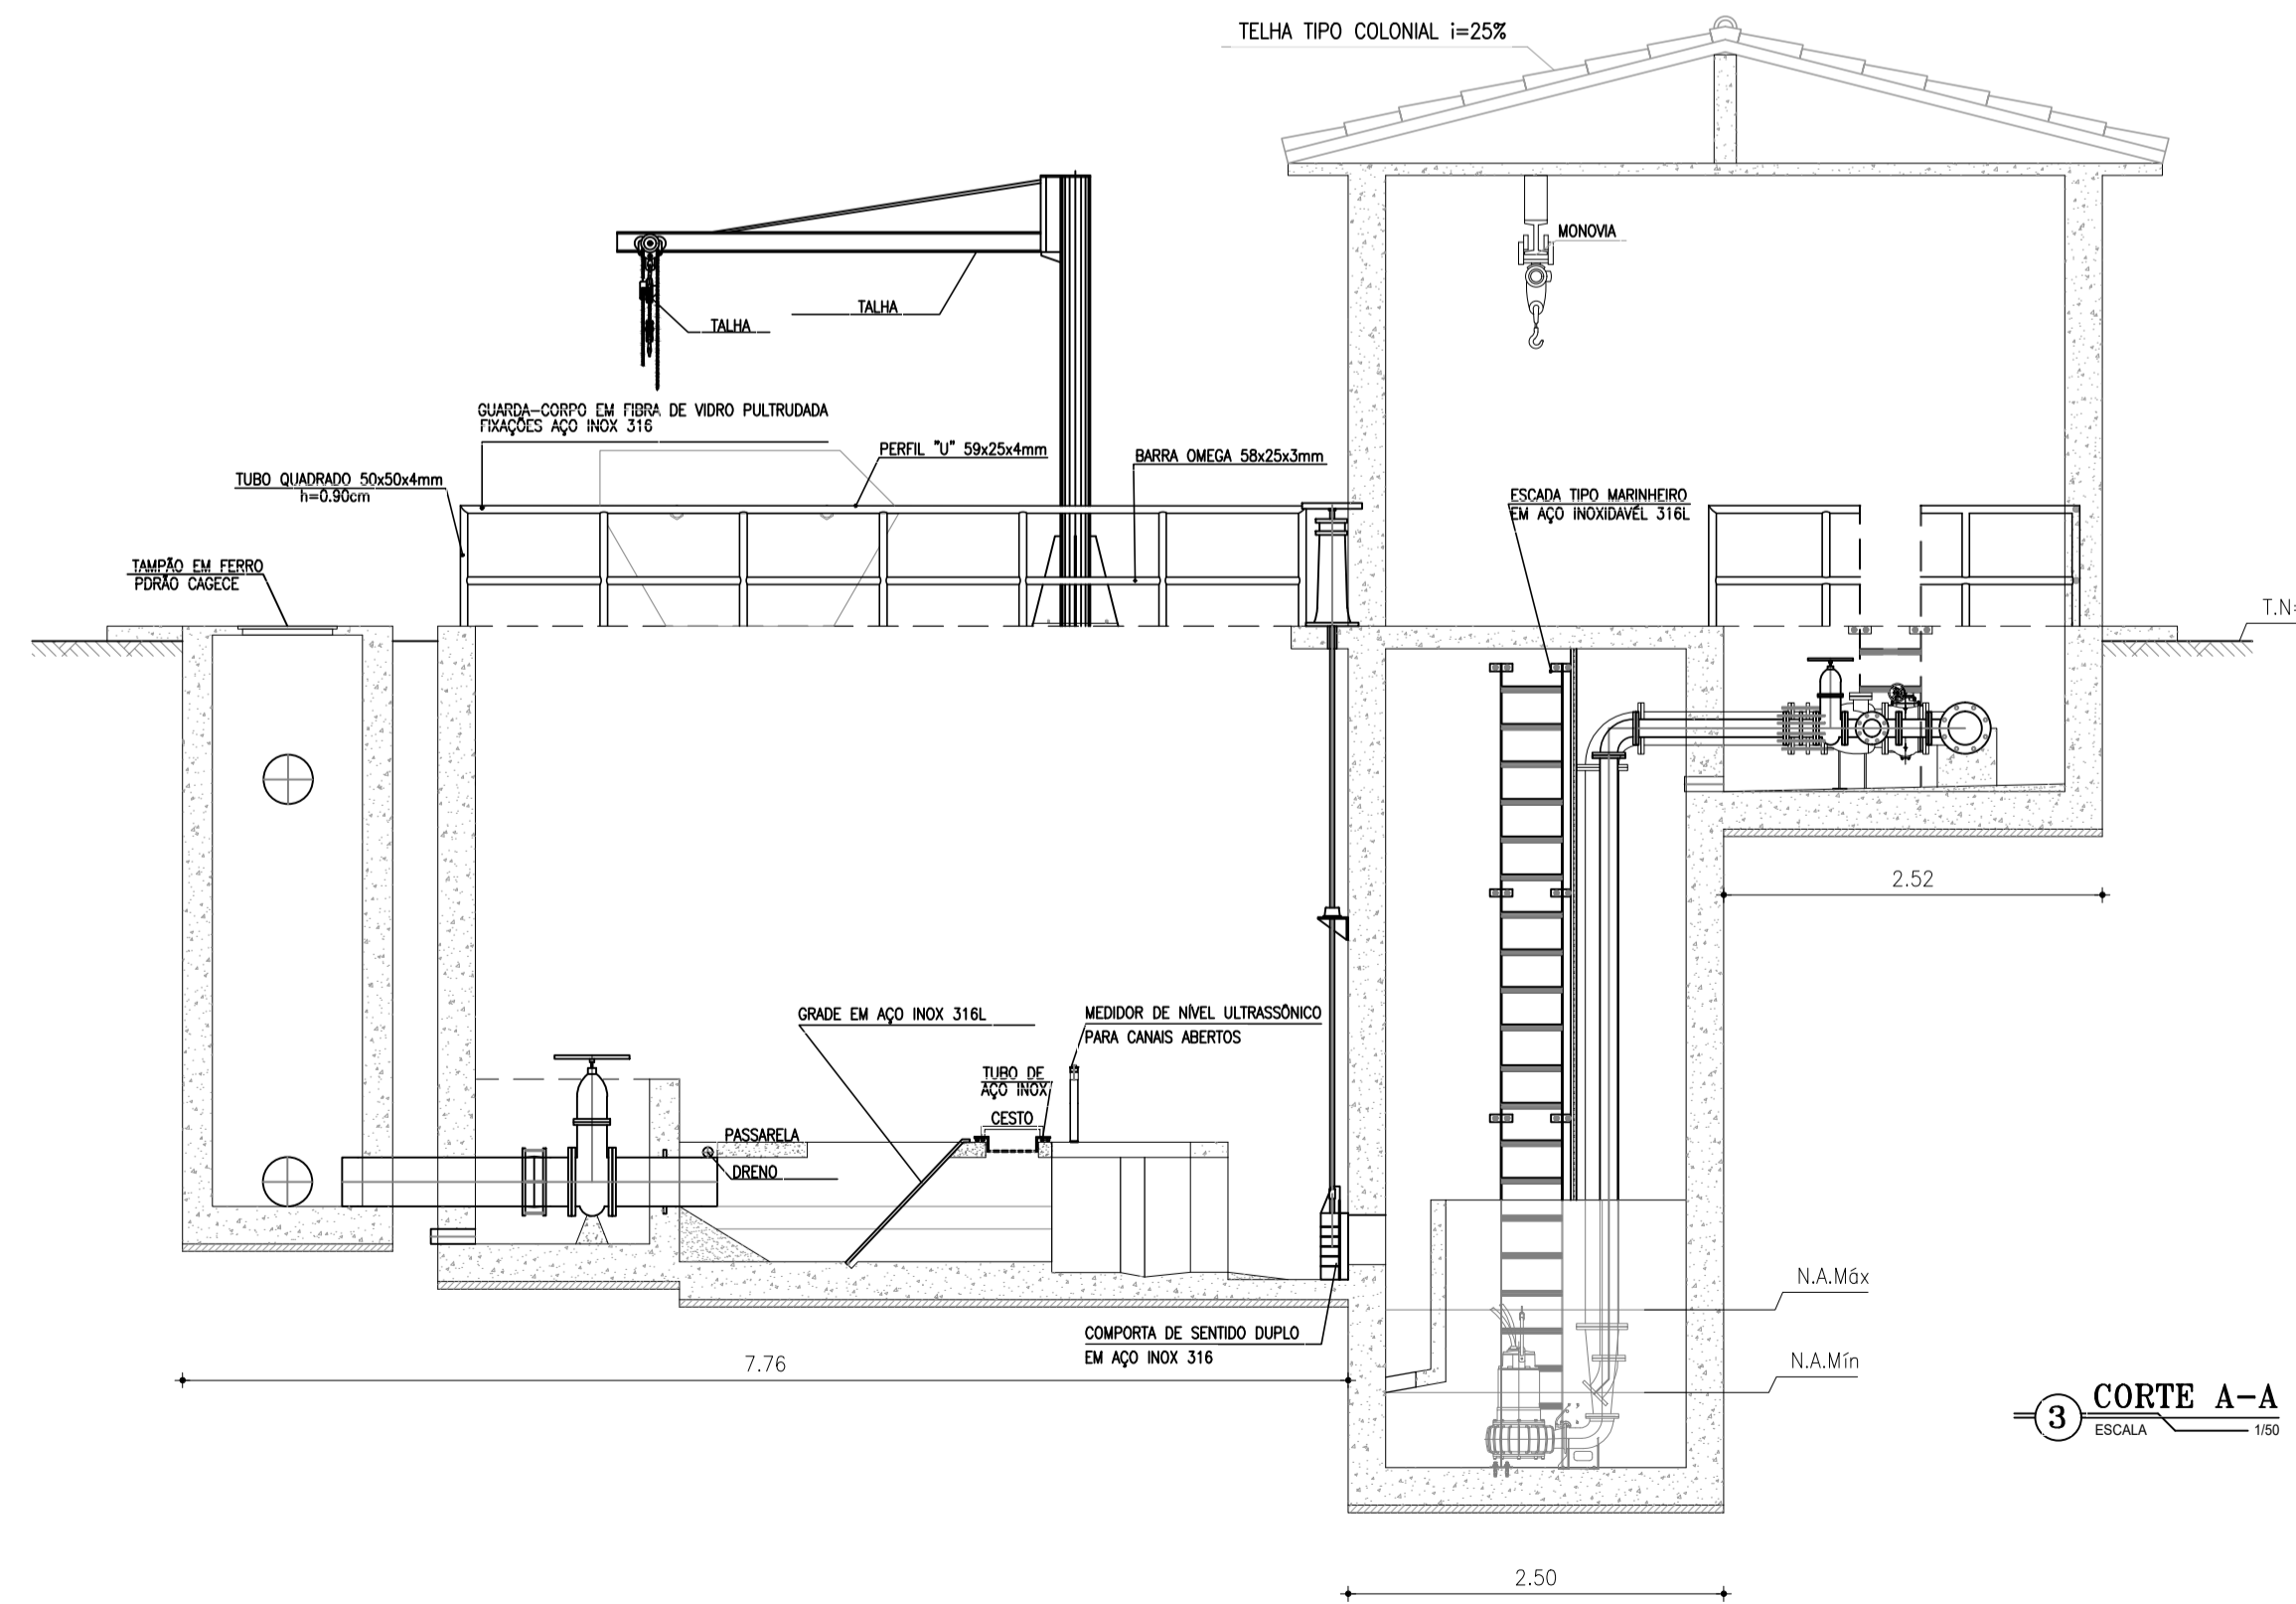 TELHA TIPO COLONIAL i=25%
MONOVIA
TALHA
TALHA
GUARDA-CORPO EM FIBRA DE VIDRO PULTRUDADA
FIXAÇÕES AÇO INOX 316
PERFIL "U" 59x25x4mm
BARRA OMEGA 58x25x3mm
TUBO QUADRADO 50x50x4mm
h=0.90cm
ESCADA TIPO MARINHEIRO
EM AÇO INOXIDAVÉL 316L
TAMPÃO EM FERRO
PDRÃO CAGECE
T.N=
2.52
GRADE EM AÇO INOX 316L
MEDIDOR DE NÍVEL ULTRASSÔNICO
PARA CANAIS ABERTOS
TUBO DE
AÇO INOX
CESTO
PASSARELA
DRENO
N.A.Máx
COMPORTA DE SENTIDO DUPLO
EM AÇO INOX 316
7.76
N.A.Mín
3 CORTE A-A
ESCALA 1/50
2.50